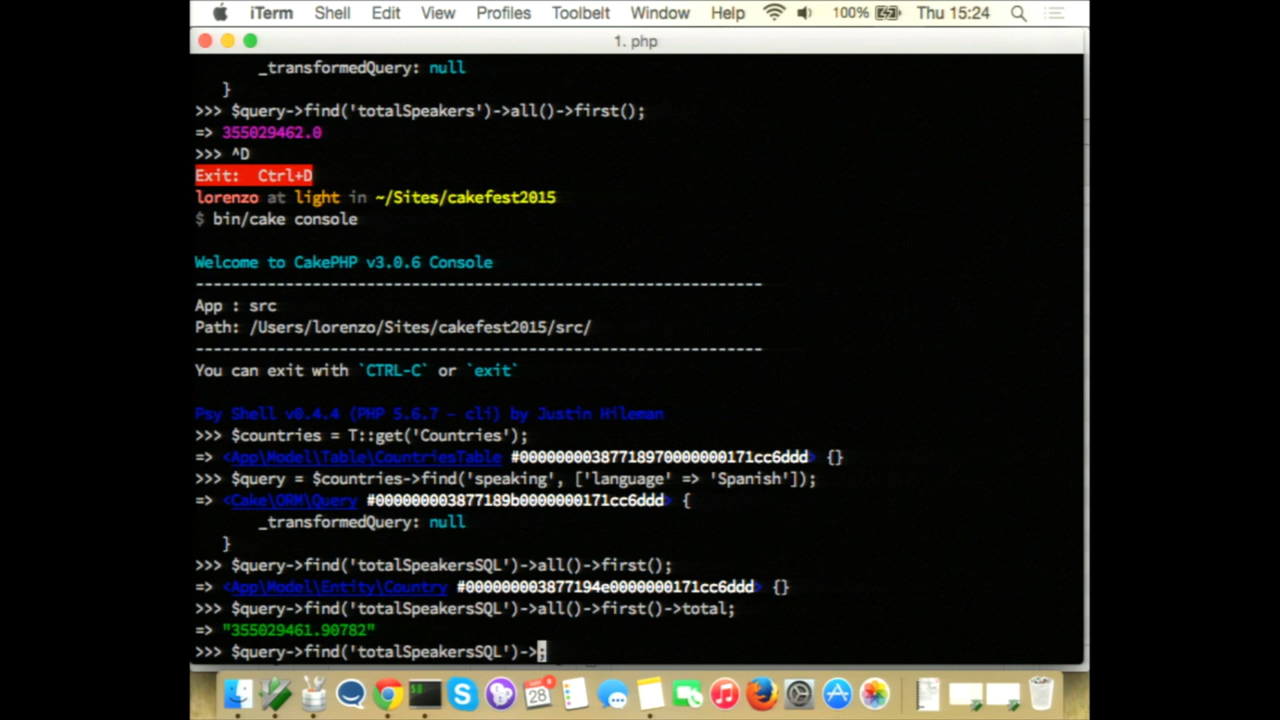 iTerm Shell Edit View Profiles Toolbelt Window Help 100% Thu 15:24
1. php
_transformedQuery: null
}
>>> $query->find('totalSpeakers')->all()->first();
=> 355029462.0
>>> ^D
Exit:  Ctrl+D
lorenzo at light in ~/Sites/cakefest2015
$ bin/cake console
Welcome to CakePHP v3.0.6 Console
---------------------------------------------------------------
App : src
Path: /Users/lorenzo/Sites/cakefest2015/src/
---------------------------------------------------------------
You can exit with `CTRL-C` or `exit`
Psy Shell v0.4.4 (PHP 5.6.7 - cli) by Justin Hileman
>>> $countries = T::get('Countries');
=> <App\Model\Table\CountriesTable #00000000387718970000000171cc6ddd> {}
>>> $query = $countries->find('speaking', ['language' => 'Spanish']);
=> <Cake\ORM\Query #000000003877189b0000000171cc6ddd> {
_transformedQuery: null
}
>>> $query->find('totalSpeakersSQL')->all()->first();
=> <App\Model\Entity\Country #000000003877194e0000000171cc6ddd> {}
>>> $query->find('totalSpeakersSQL')->all()->first()->total;
=> "355029461.90782"
>>> $query->find('totalSpeakersSQL')->;
28